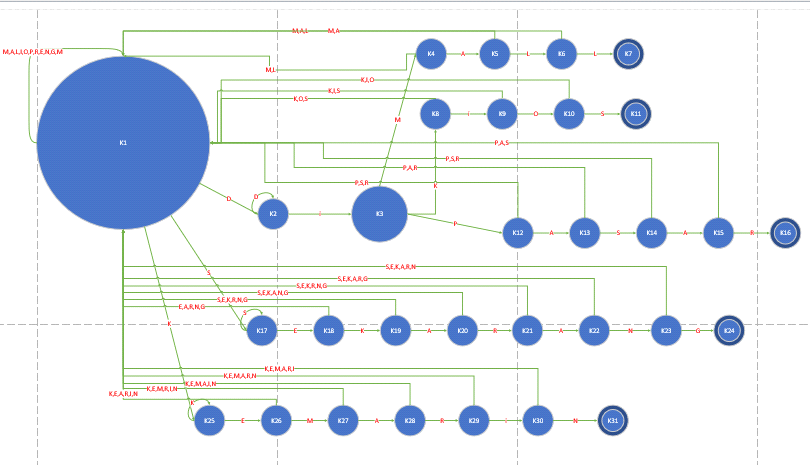 M,A,L
M,A
M,A,L,I,O,P,R,E,N,G,M
K4
A
K5
L
K6
L
K7
M,L
K,I,O
K,I,S
K,O,S
K8
I
K9
O
K10
S
K11
M
K1
P,A,S
P,S,R
P,A,R
P,S,R
K
D
D
K2
I
K3
P
K12
A
K13
S
K14
A
K15
R
K16
S,E,K,A,R,N
S
S,E,K,A,R,G
S,E,K,R,N,G
S,E,K,A,N,G
S,E,K,R,N,G
E,A,R,N,G
S
K
K17
E
K18
K
K19
A
K20
R
K21
A
K22
N
K23
G
K24
K,E,M,A,R,I
K,E,M,A,R,N
K,E,M,A,I,N
K,E,M,R,I,N
K,E,A,R,I,N
K
K25
E
K26
M
K27
A
K28
R
K29
I
K30
N
K31